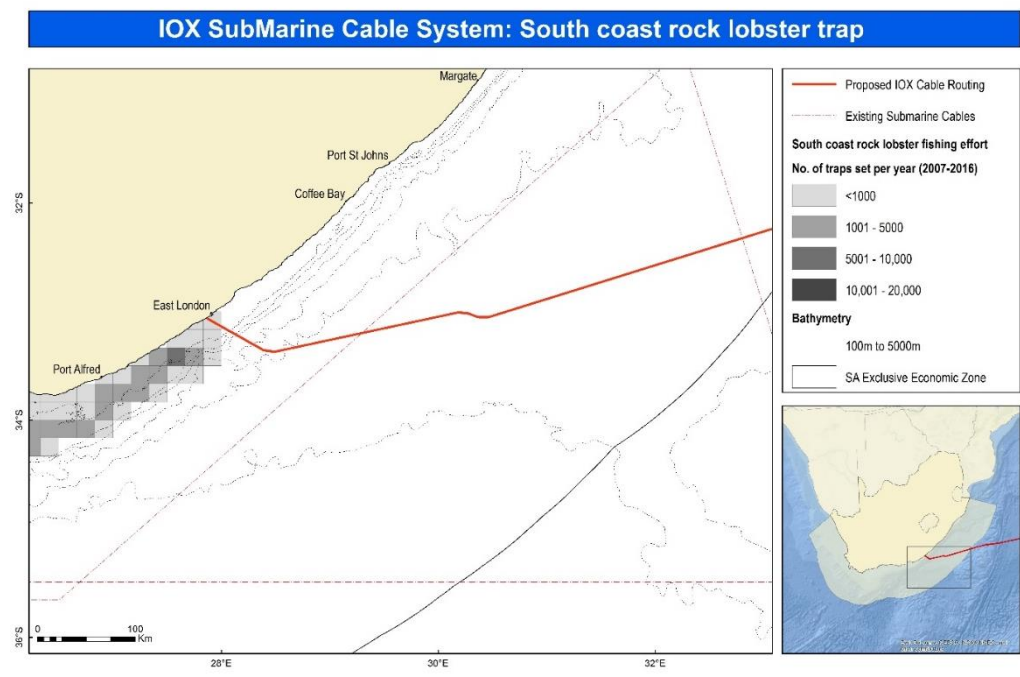 IOX SubMarine Cable System: South coast rock lobster trap
Margate
Port St Johns
Coffee Bay
East London
Port Alfred
32°S
34°S
36°S
0
100
Km
28°E
30°E
32°E
Proposed IOX Cable Routing
Existing Submarine Cables
South coast rock lobster fishing effort
No. of traps set per year (2007-2016)
<1000
1001 - 5000
5001 - 10,000
10,001 - 20,000
Bathymetry
100m to 5000m
SA Exclusive Economic Zone